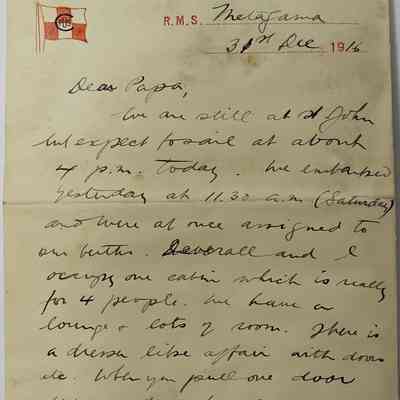 R.M.S. Metagama
31st Dec 1916
Dear Papa,
We are still at St John
but expect to sail at about
4 p.m. today. We embarked
yesterday at 11.30 a.m (Saturday)
and were at once assigned to
our berths. Deverall and I
occupy one cabin which is really
for 4 people. We have a
lounge & lots of room. There is
a dresser like affair with doors
etc. When you pull one door